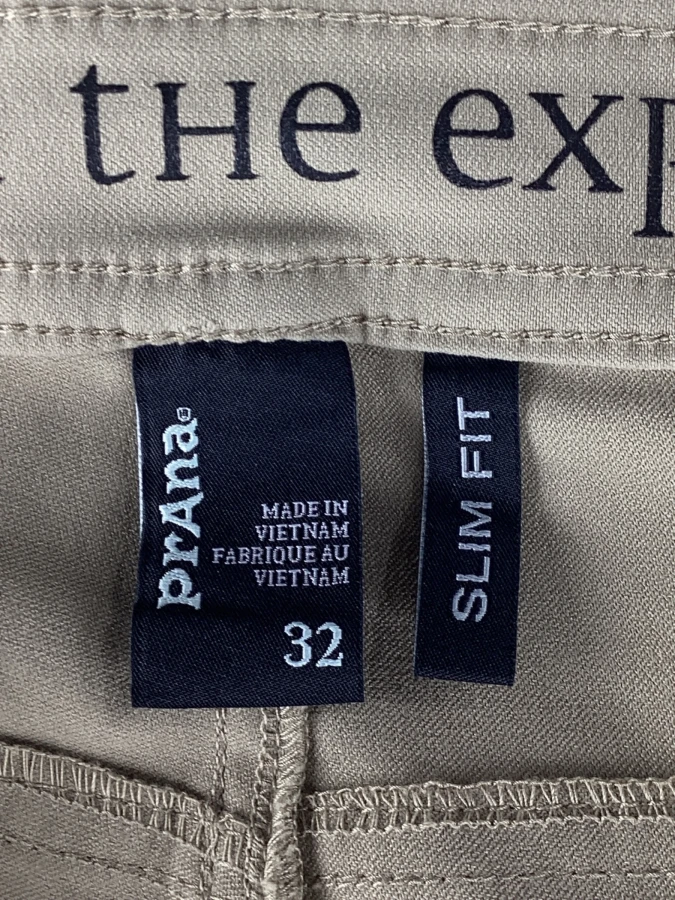 the exp
prAna
MADE IN
VIETNAM
FABRIQUE AU
VIETNAM
32
SLIM FIT